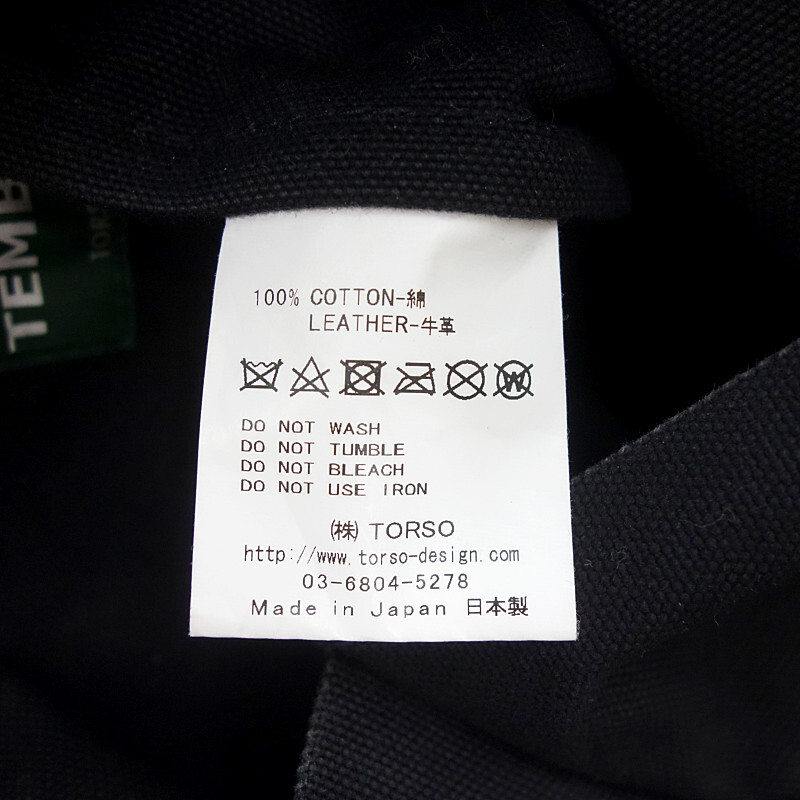 TEMB
TOR
100% COTTON-綿
LEATHER-牛革
W
DO NOT WASH
DO NOT TUMBLE
DO NOT BLEACH
DO NOT USE IRON
㈱ TORSO
http://www.torso-design.com
03-6804-5278
Made in Japan 日本製